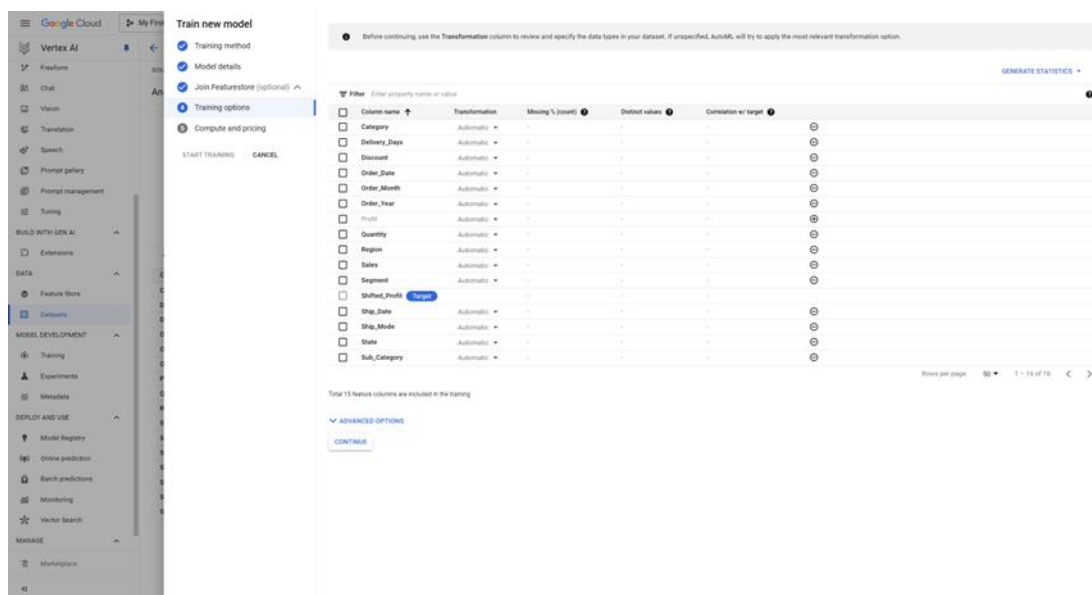 Google Cloud
My First
Vertex AI
Freeform
Chat
Vision
Translation
Speech
Prompt gallery
Prompt management
Tuning
BUILD WITH GEN AI
Extensions
DATA
Feature Store
Datasets
MODEL DEVELOPMENT
Training
Experiments
Metadata
DEPLOY AND USE
Model Registry
Online prediction
Batch predictions
Monitoring
Vector Search
MANAGE
Marketplace
Train new model
Training method
Model details
Join Featurestore (optional)
4 Training options
5 Compute and pricing
START TRAINING CANCEL
Before continuing, use the Transformation column to review and specify the data types in your dataset. If unspecified, AutoML will try to apply the most relevant transformation option.
GENERATE STATISTICS
Filter Enter property name or value
Column name Transformation Missing % (count) Distinct values Correlation w/ target
Category Automatic - - -
Delivery_Days Automatic - - -
Discount Automatic - - -
Order_Date Automatic - - -
Order_Month Automatic - - -
Order_Year Automatic - - -
Profit Automatic - - -
Quantity Automatic - - -
Region Automatic - - -
Sales Automatic - - -
Segment Automatic - - -
Shifted_Profit Target - - -
Ship_Date Automatic - - -
Ship_Mode Automatic - - -
State Automatic - - -
Sub_Category Automatic - - -
Rows per page: 50 1 – 16 of 16
Total 15 feature columns are included in the training
ADVANCED OPTIONS
CONTINUE